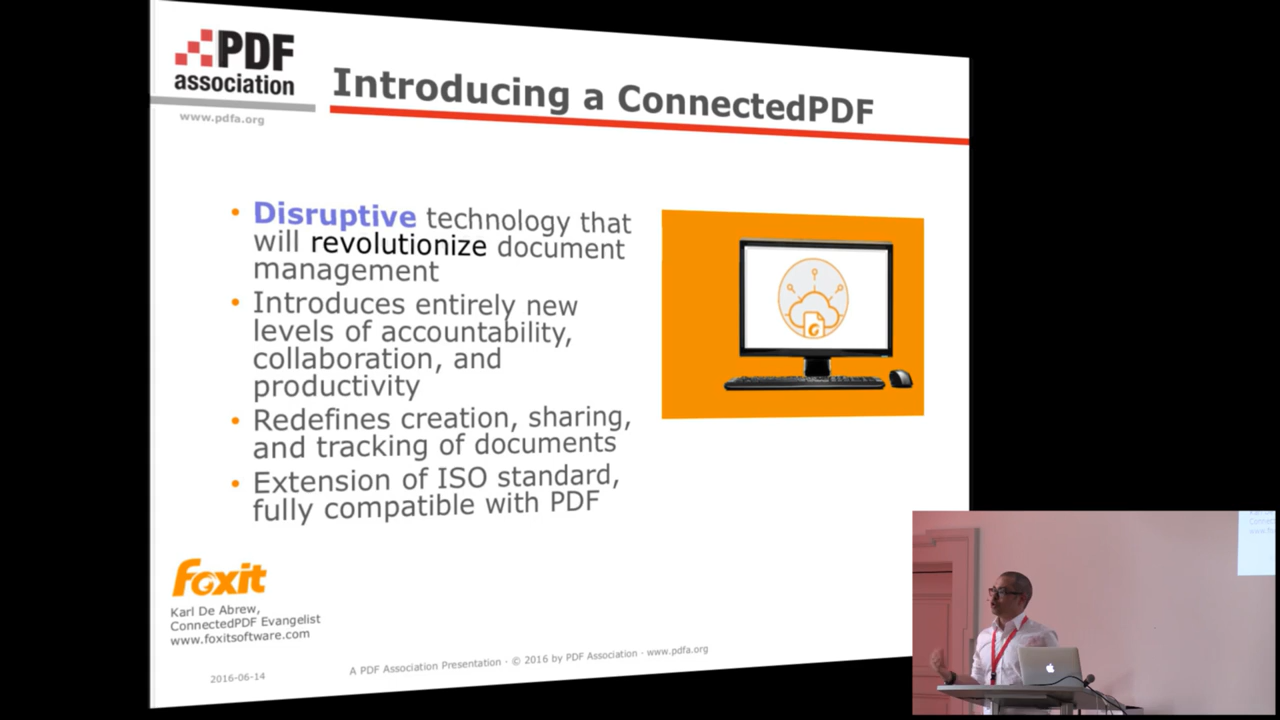 PDF
association
www.pdfa.org
Introducing a ConnectedPDF
• Disruptive technology that
will revolutionize document
management
• Introduces entirely new
levels of accountability,
collaboration, and
productivity
• Redefines creation, sharing,
and tracking of documents
• Extension of ISO standard,
fully compatible with PDF
Foxit
Karl De Abrew,
ConnectedPDF Evangelist
www.foxitsoftware.com
2016-06-14
A PDF Association Presentation · © 2016 by PDF Association · www.pdfa.org